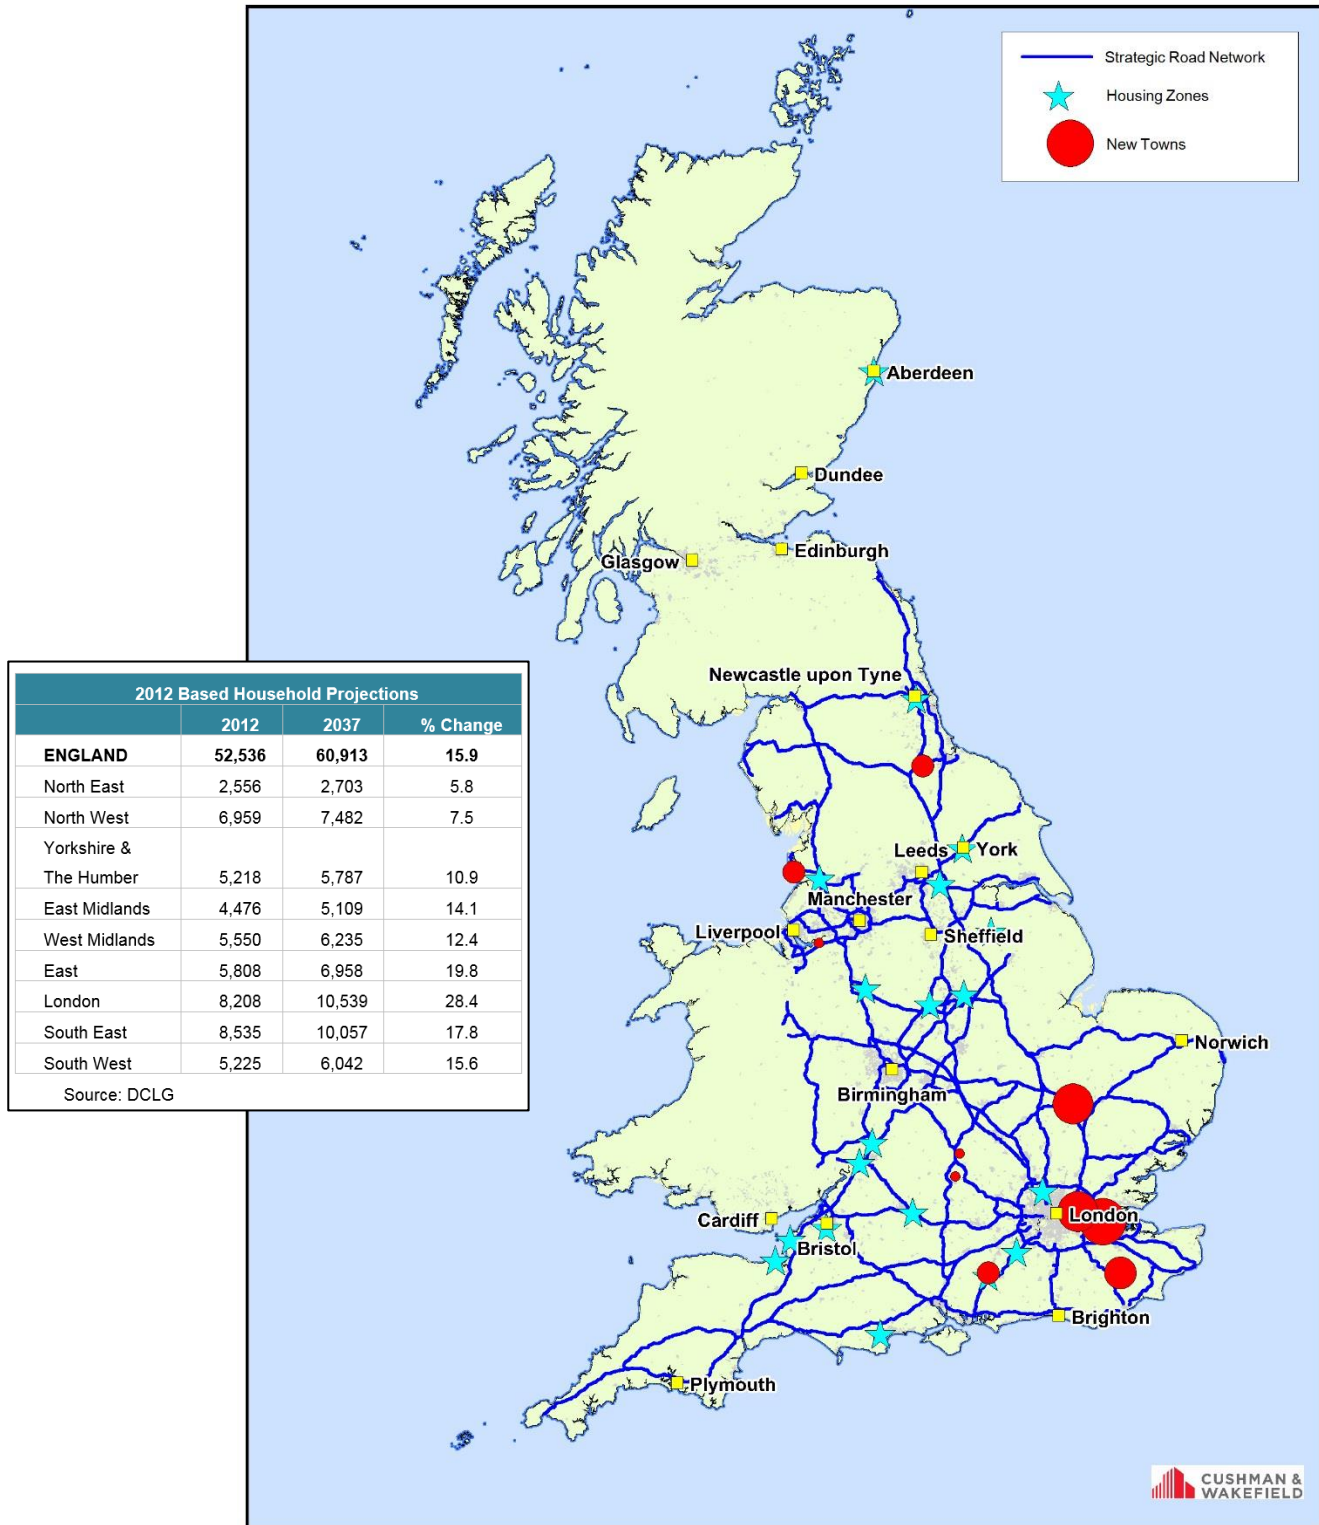 Strategic Road Network
Housing Zones
New Towns
Aberdeen
Dundee
Edinburgh
Glasgow
Newcastle upon Tyne
2012 Based Household Projections
2012 2037 % Change
ENGLAND 52,536 60,913 15.9
North East 2,556 2,703 5.8
North West 6,959 7,482 7.5
Yorkshire &
The Humber 5,218 5,787 10.9
East Midlands 4,476 5,109 14.1
West Midlands 5,550 6,235 12.4
East 5,808 6,958 19.8
London 8,208 10,539 28.4
South East 8,535 10,057 17.8
South West 5,225 6,042 15.6
Source: DCLG
Leeds
York
Manchester
Liverpool
Sheffield
Norwich
Birmingham
Cardiff
London
Bristol
Brighton
Plymouth
CUSHMAN &
WAKEFIELD